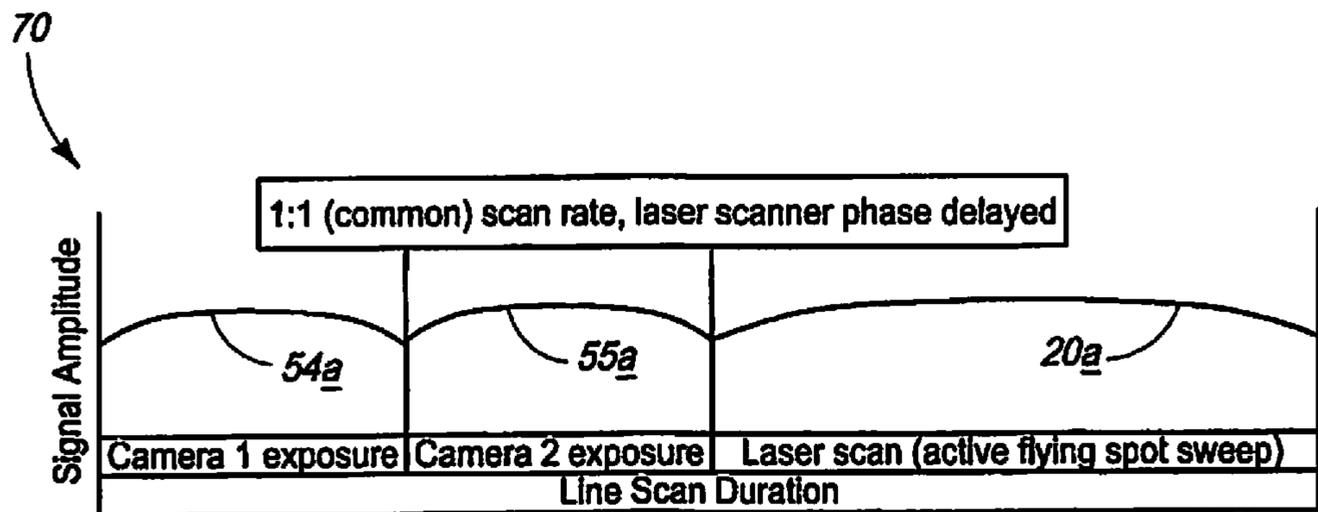 70
1:1 (common) scan rate, laser scanner phase delayed
Signal Amplitude
54a
55a
20a
Camera 1 exposure
Camera 2 exposure
Laser scan (active flying spot sweep)
Line Scan Duration